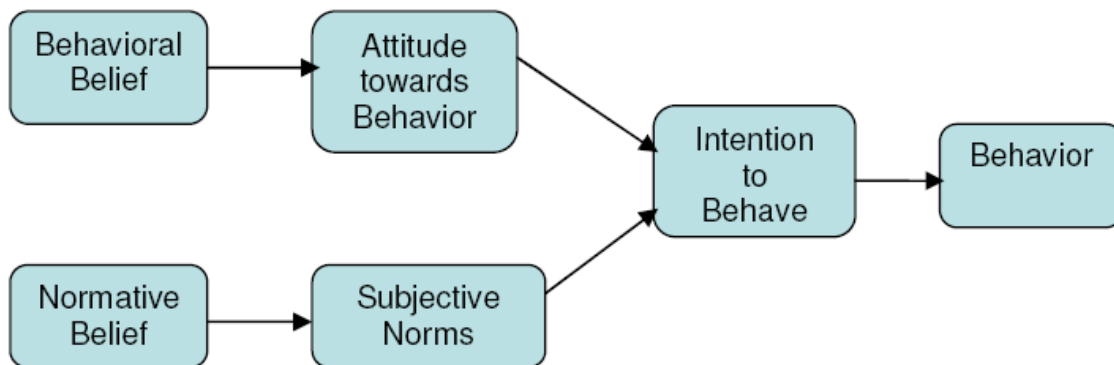 Behavioral
Belief
Attitude
towards
Behavior
Intention
to
Behave
Behavior
Normative
Belief
Subjective
Norms